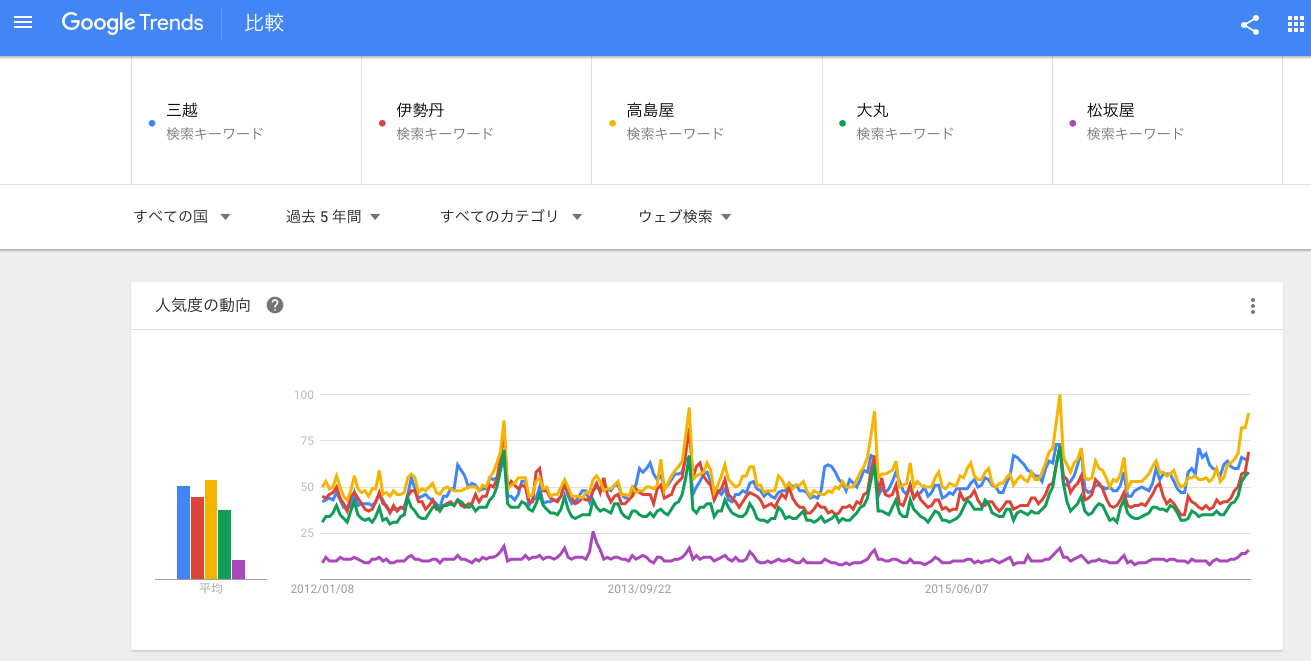 Google Trends 比較
三越
検索キーワード
伊勢丹
検索キーワード
高島屋
検索キーワード
大丸
検索キーワード
松坂屋
検索キーワード
すべての国 過去 5 年間 すべてのカテゴリ ウェブ検索
人気度の動向 ?
100
75
50
25
平均
2012/01/08 2013/09/22 2015/06/07